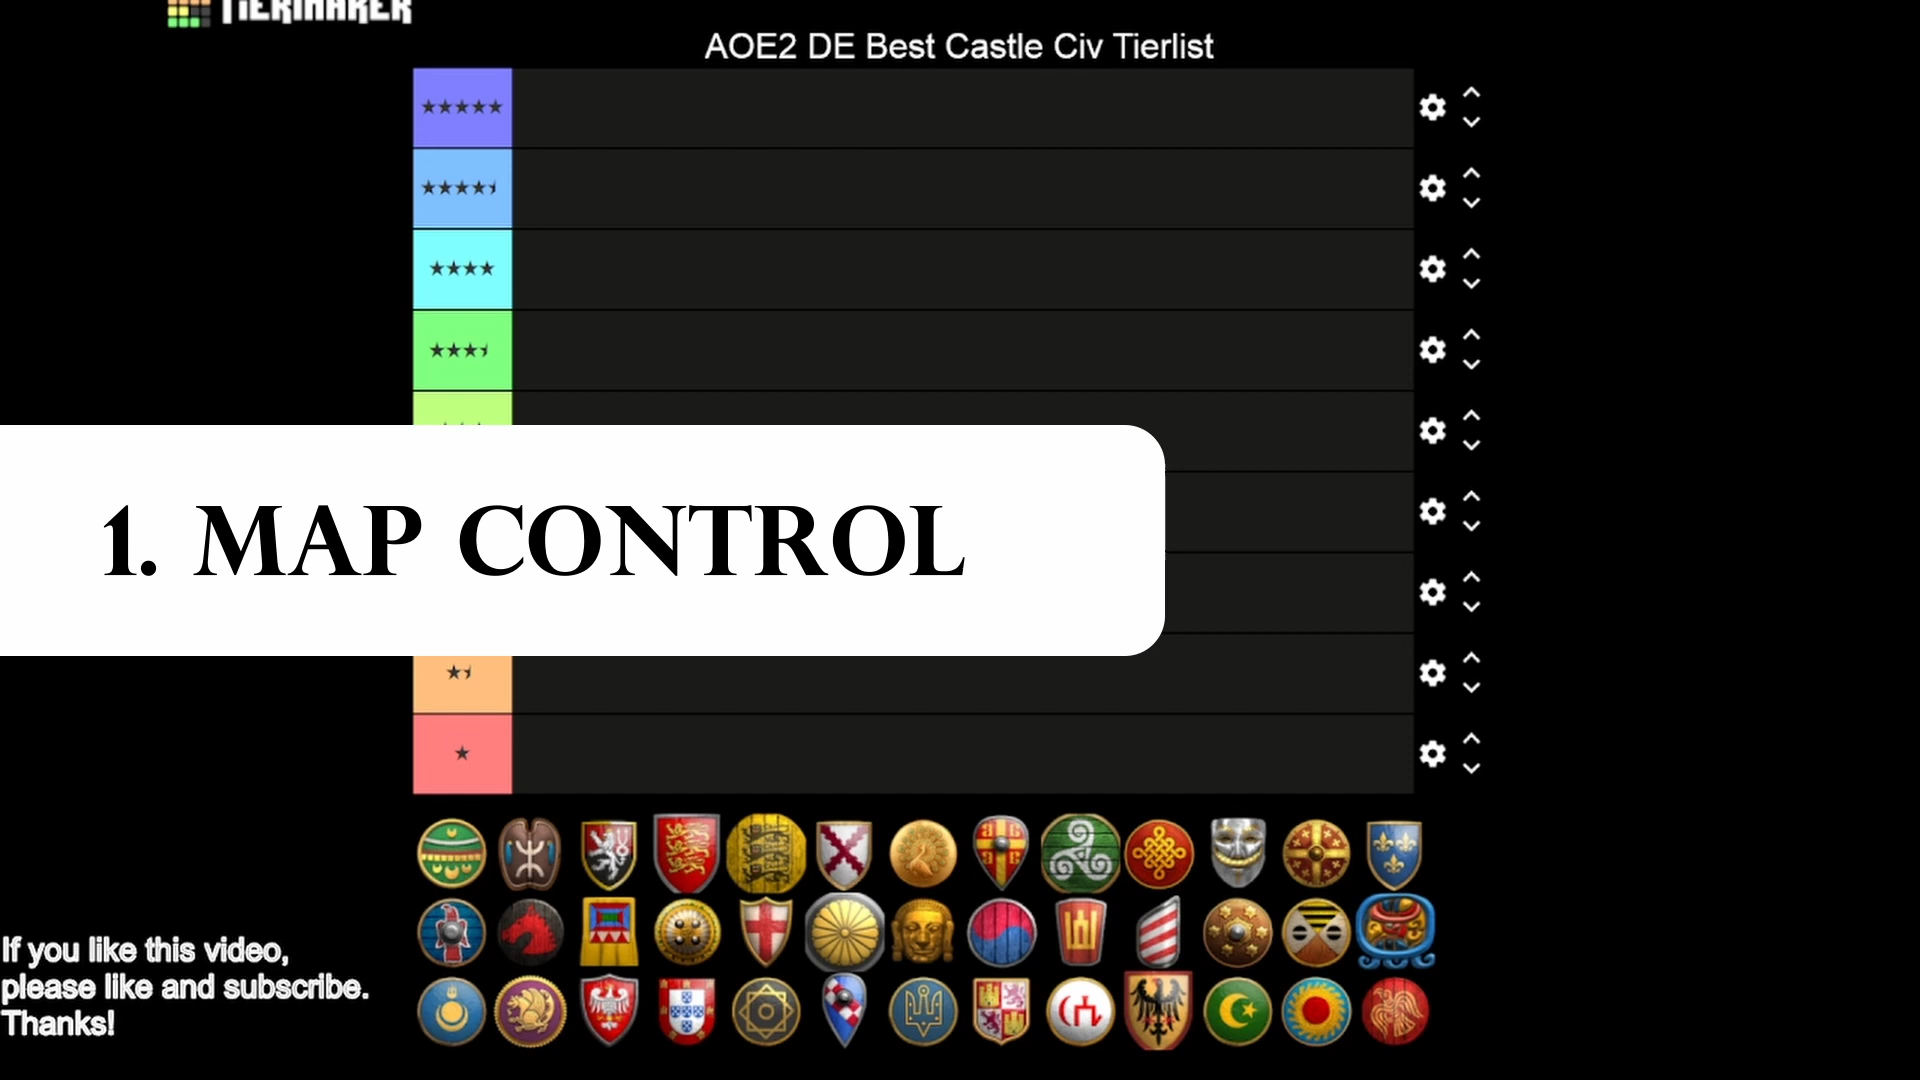 TIERMAKER
AOE2 DE Best Castle Civ Tierlist
1. MAP CONTROL
If you like this video,
please like and subscribe.
Thanks!